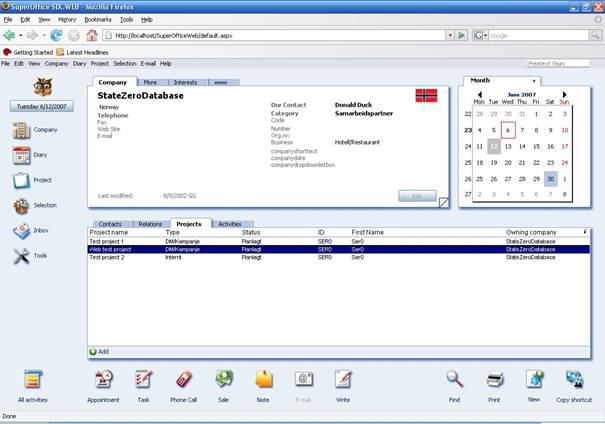 SuperOffice SIX.WEB - Mozilla Firefox
File Edit View History Bookmarks Tools Help
http://localhost/SuperOfficeWeb/default.aspx
Google
Getting Started Latest Headlines
File Edit View Company Diary Project Selection E-mail Help
Freetext Search
Tuesday 6/12/2007
Company
Diary
Project
Selection
Inbox
Tools
Company More Interests www
StateZeroDatabase
Norway
Telephone
Fax
Web Site
E-mail
Our Contact Donald Duck
Category Samarbeidspartner
Code
Number
Org.nr:
Business Hotell/Restaurant
companyshorttext
companydate
companydropdownlistbox
Last modified: 8/8/2002 GG
Edit
Month
June 2007
Mon Tue Wed Thu Fri Sat Sun
22 28 29 30 31 1 2 3
23 4 5 6 7 8 9 10
24 11 12 13 14 15 16 17
25 18 19 20 21 22 23 24
26 25 26 27 28 29 30 1
27 2 3 4 5 6 7 8
Contacts Relations Projects Activities
Project name Type Status ID First Name Owning company
Test project 1 DM/Kampanje Planlagt SER0 Ser0 StateZeroDatabase
Web test project DM/Kampanje Planlagt SER0 Ser0 StateZeroDatabase
Test project 2 Internt Planlagt SER0 Ser0 StateZeroDatabase
Add
All activities Appointment Task Phone Call Sale Note E-mail Write Find Print New Copy shortcut
Done